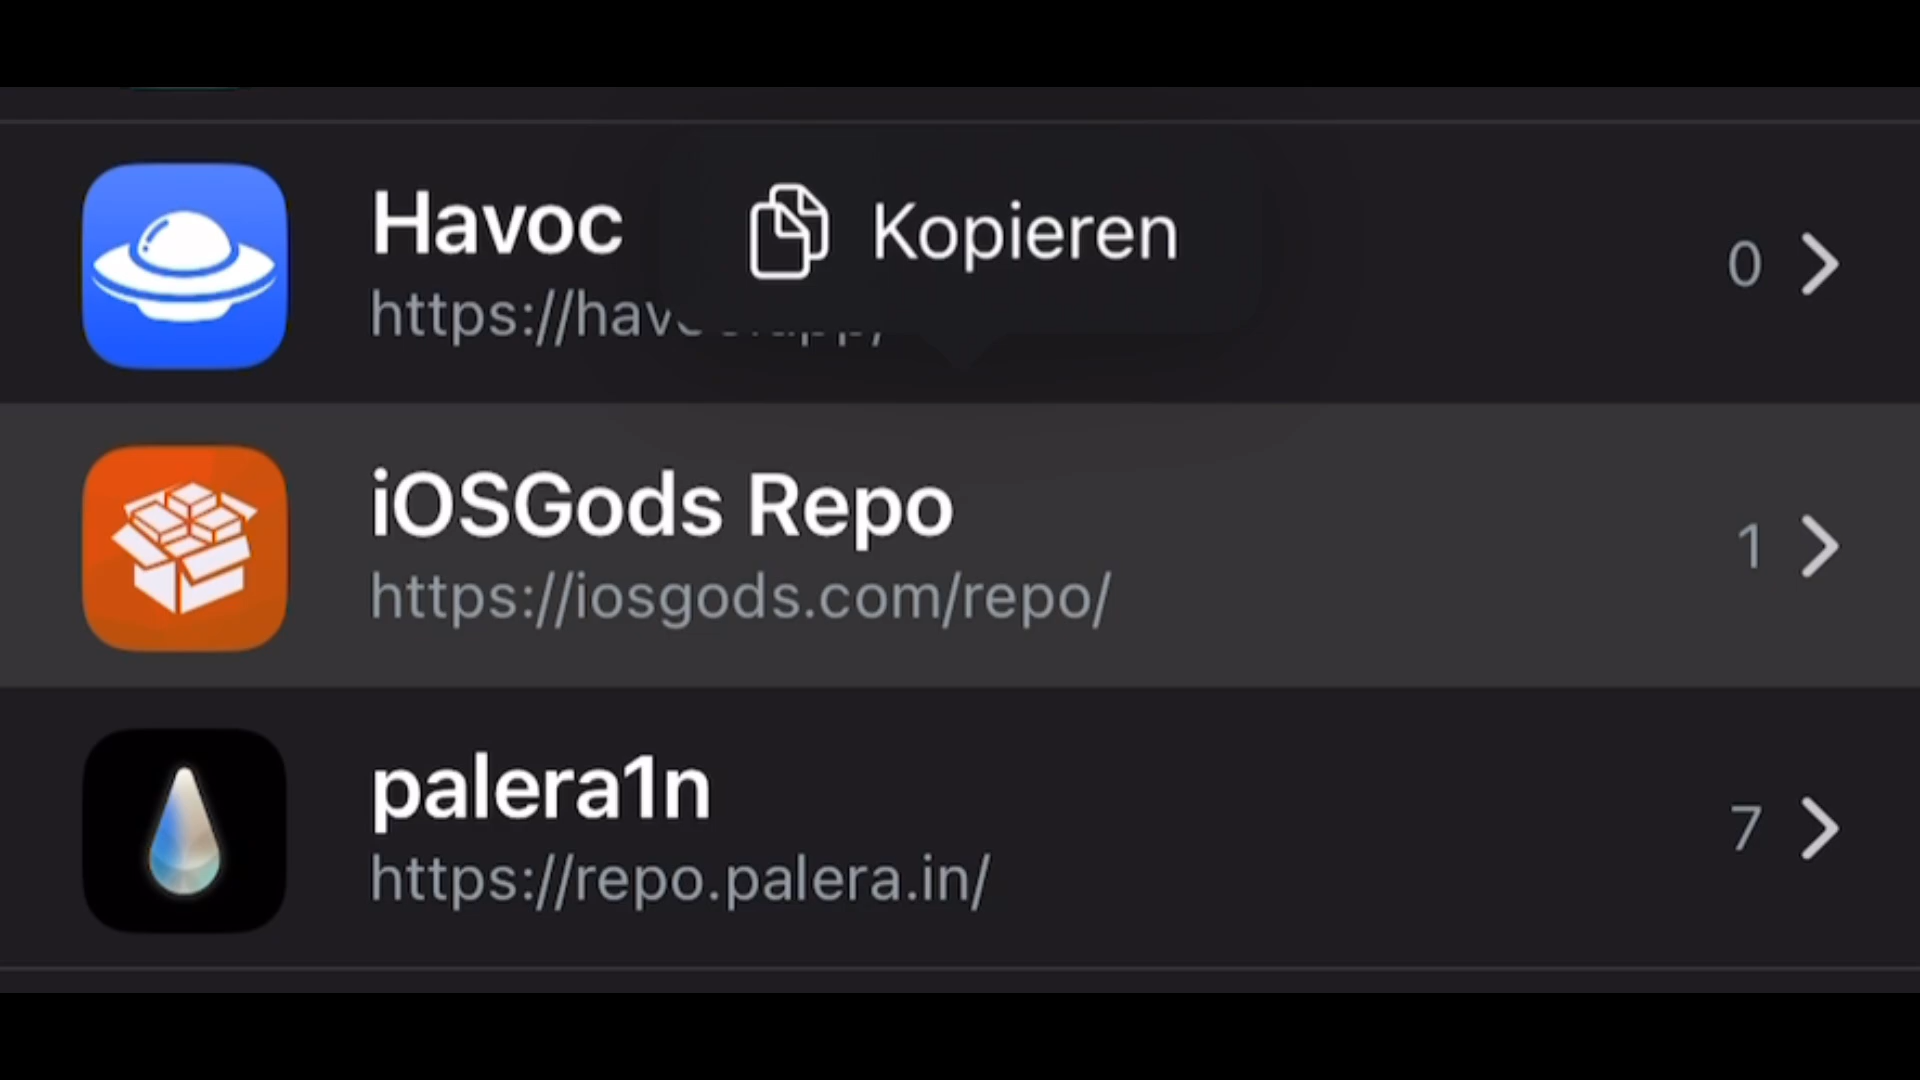 Havoc
Kopieren
0
https://hav
iOSGods Repo
1
https://iosgods.com/repo/
palera1n
7
https://repo.palera.in/